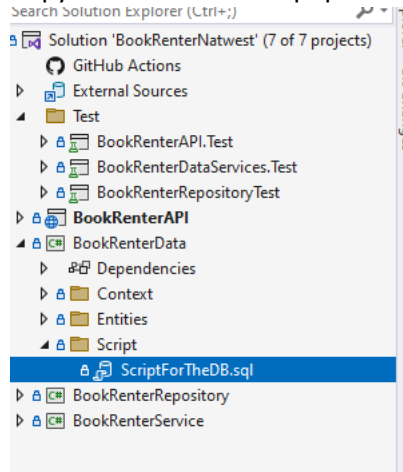 Search Solution Explorer (Ctrl+;)
Solution 'BookRenterNatwest' (7 of 7 projects)
GitHub Actions
External Sources
Test
BookRenterAPI.Test
BookRenterDataServices.Test
BookRenterRepositoryTest
BookRenterAPI
C# BookRenterData
Dependencies
Context
Entities
Script
ScriptForTheDB.sql
C# BookRenterRepository
C# BookRenterService